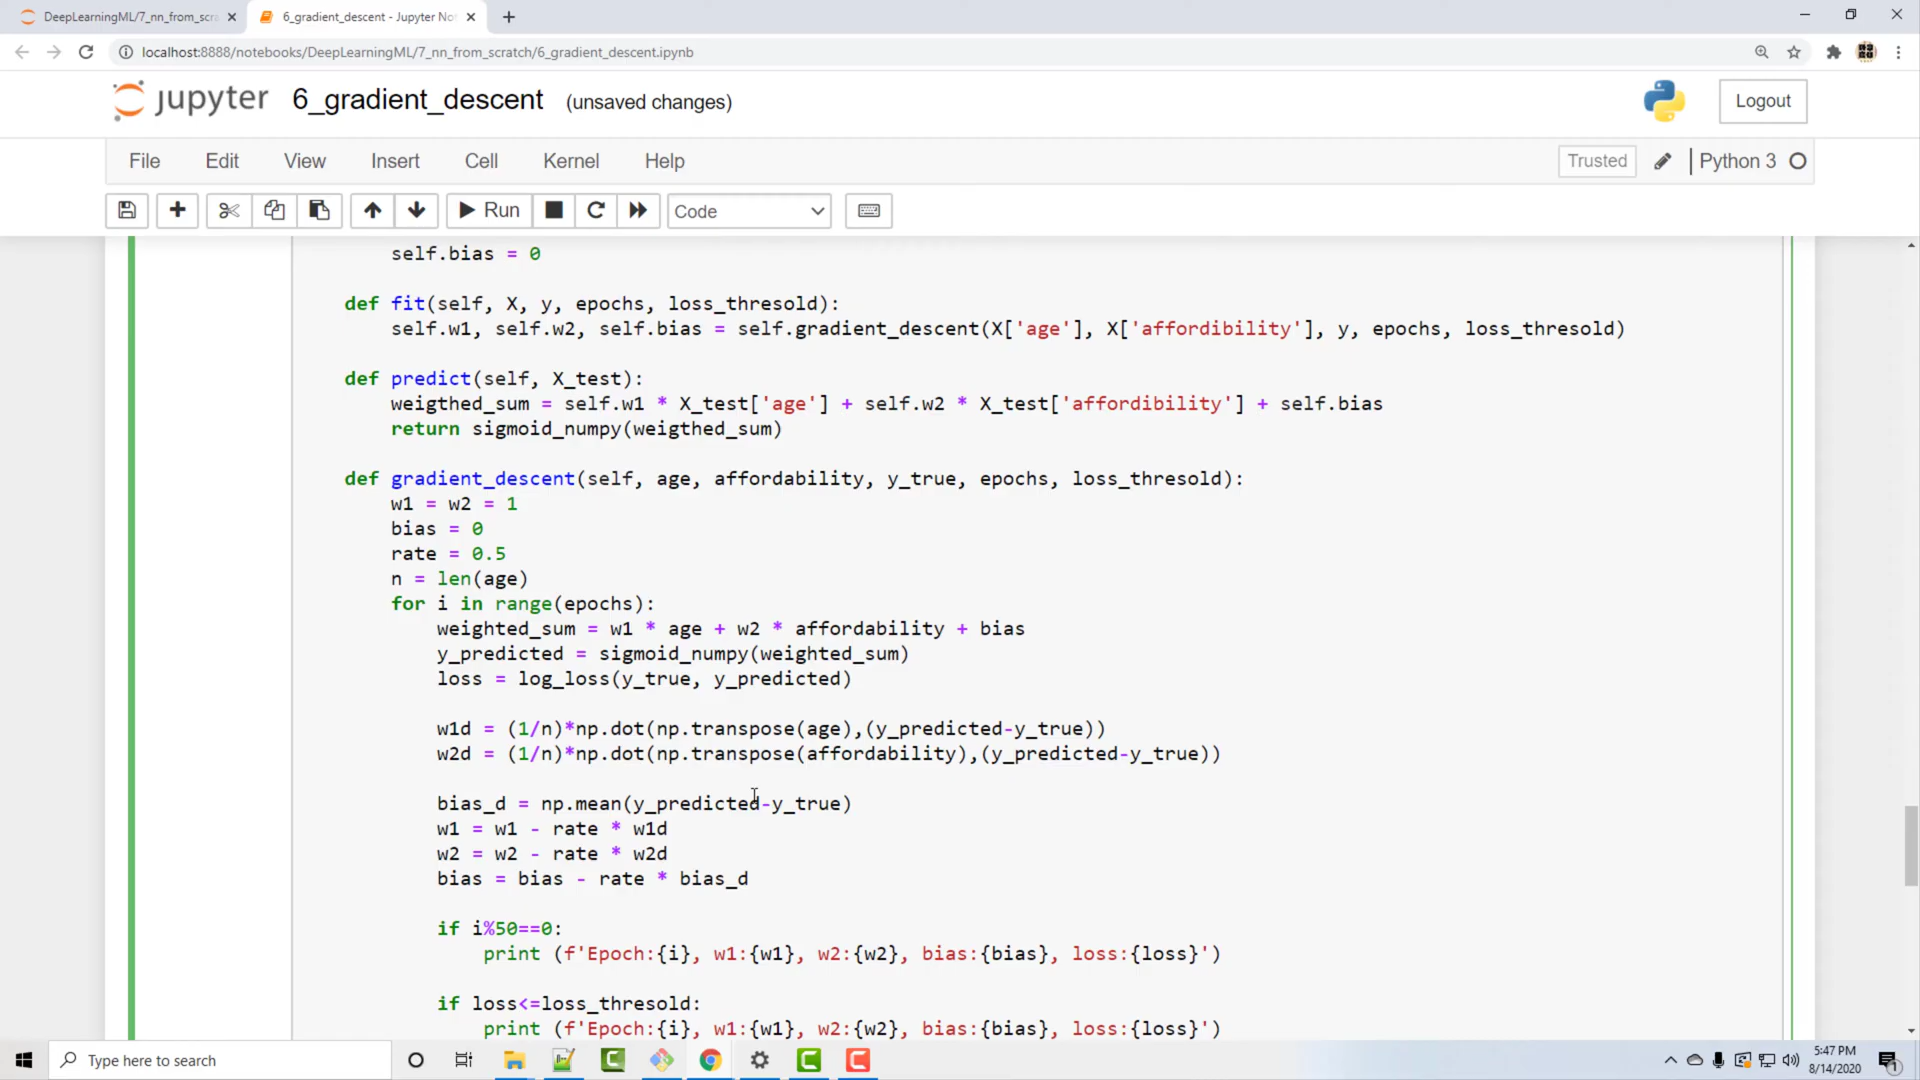 DeepLearningML/7_nn_from_scra
6_gradient_descent - Jupyter Not
localhost:8888/notebooks/DeepLearningML/7_nn_from_scratch/6_gradient_descent.ipynb
jupyter 6_gradient_descent (unsaved changes)
Logout
File Edit View Insert Cell Kernel Help
Trusted Python 3
Run Code
self.bias = 0
def fit(self, X, y, epochs, loss_thresold):
self.w1, self.w2, self.bias = self.gradient_descent(X['age'], X['affordibility'], y, epochs, loss_thresold)
def predict(self, X_test):
weigthed_sum = self.w1 * X_test['age'] + self.w2 * X_test['affordibility'] + self.bias
return sigmoid_numpy(weigthed_sum)
def gradient_descent(self, age, affordability, y_true, epochs, loss_thresold):
w1 = w2 = 1
bias = 0
rate = 0.5
n = len(age)
for i in range(epochs):
weighted_sum = w1 * age + w2 * affordability + bias
y_predicted = sigmoid_numpy(weighted_sum)
loss = log_loss(y_true, y_predicted)
w1d = (1/n)*np.dot(np.transpose(age),(y_predicted-y_true))
w2d = (1/n)*np.dot(np.transpose(affordability),(y_predicted-y_true))
bias_d = np.mean(y_predicted-y_true)
w1 = w1 - rate * w1d
w2 = w2 - rate * w2d
bias = bias - rate * bias_d
if i%50==0:
print (f'Epoch:{i}, w1:{w1}, w2:{w2}, bias:{bias}, loss:{loss}')
if loss<=loss_thresold:
print (f'Epoch:{i}, w1:{w1}, w2:{w2}, bias:{bias}, loss:{loss}')
Type here to search
5:47 PM
8/14/2020